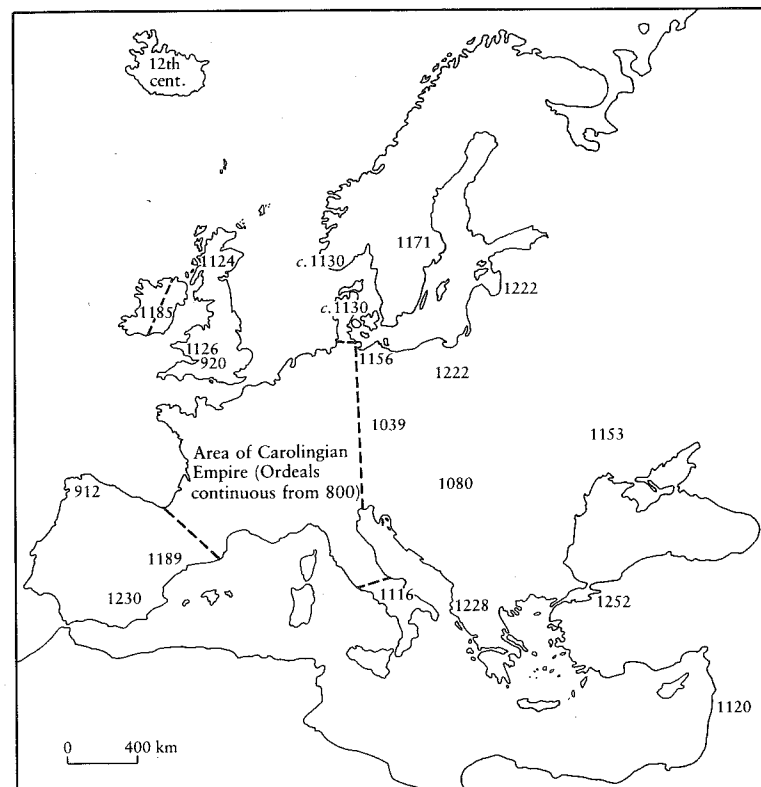 12th
cent.
1124
c.1130
1171
1185
c.1130
1222
1126
920
1156
1222
1039
1153
Area of Carolingian
Empire (Ordeals
continuous from 800)
1080
912
1189
1230
1116
1228
1252
1120
0 400 km